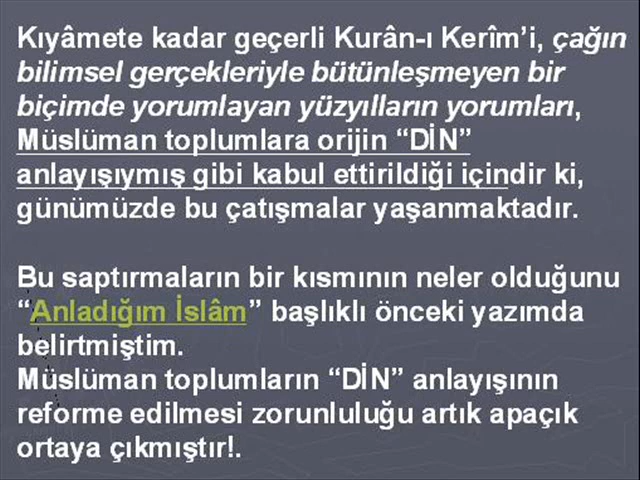 Kıyâmete kadar geçerli Kurân-ı Kerîm’i, çağın
bilimsel gerçekleriyle bütünleşmeyen bir
biçimde yorumlayan yüzyılların yorumları,
Müslüman toplumlara orijin “DİN”
anlayışıymış gibi kabul ettirildiği içindir ki,
günümüzde bu çatışmalar yaşanmaktadır.
Bu saptırmaların bir kısmının neler olduğunu
“Anladığım İslâm” başlıklı önceki yazımda
belirtmiştim.
Müslüman toplumların “DİN” anlayışının
reforme edilmesi zorunluluğu artık apaçık
ortaya çıkmıştır!.